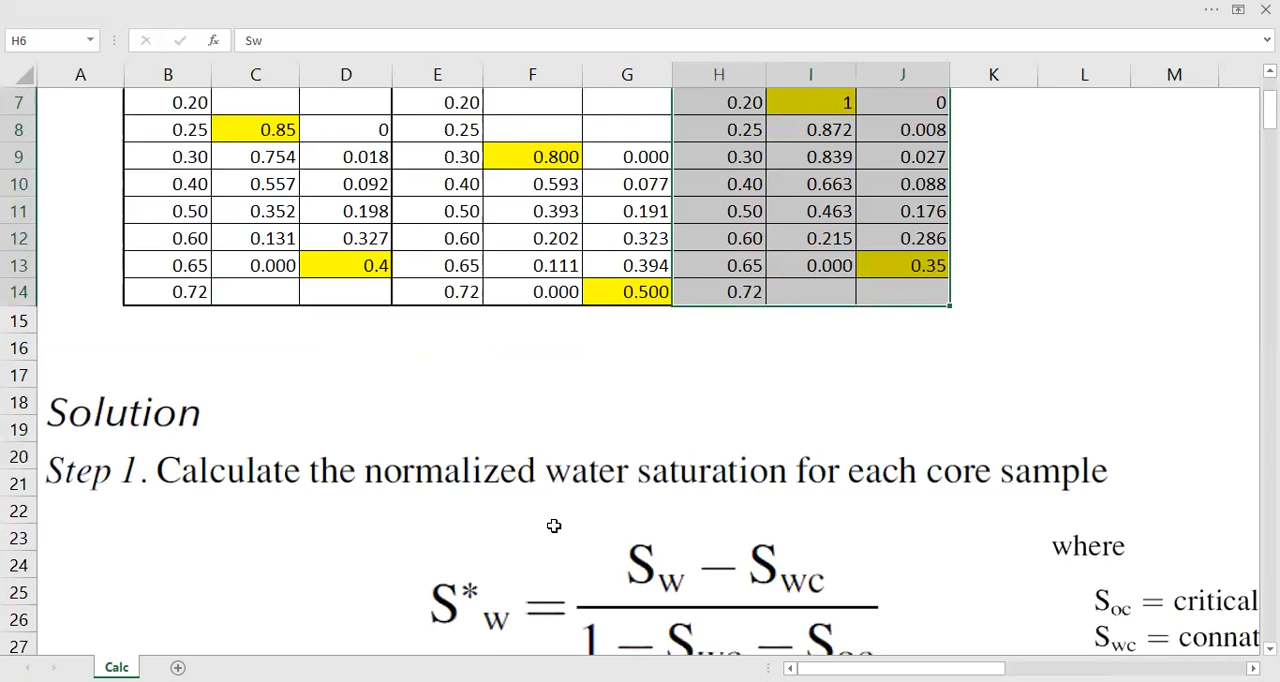 H6 fx Sw
A B C D E F G H I J K L M
7 0.20 0.20 0.20 1 0
8 0.25 0.85 0 0.25 0.25 0.872 0.008
9 0.30 0.754 0.018 0.30 0.800 0.000 0.30 0.839 0.027
10 0.40 0.557 0.092 0.40 0.593 0.077 0.40 0.663 0.088
11 0.50 0.352 0.198 0.50 0.393 0.191 0.50 0.463 0.176
12 0.60 0.131 0.327 0.60 0.202 0.323 0.60 0.215 0.286
13 0.65 0.000 0.4 0.65 0.111 0.394 0.65 0.000 0.35
14 0.72 0.72 0.000 0.500 0.72
15
16
17
18
Solution
19
20
Step 1. Calculate the normalized water saturation for each core sample
21
22
23 where
24 Sw – Swc
25 S*w = Soc = critical
26 1 – Swc – Soc Swc = connat
27
Calc